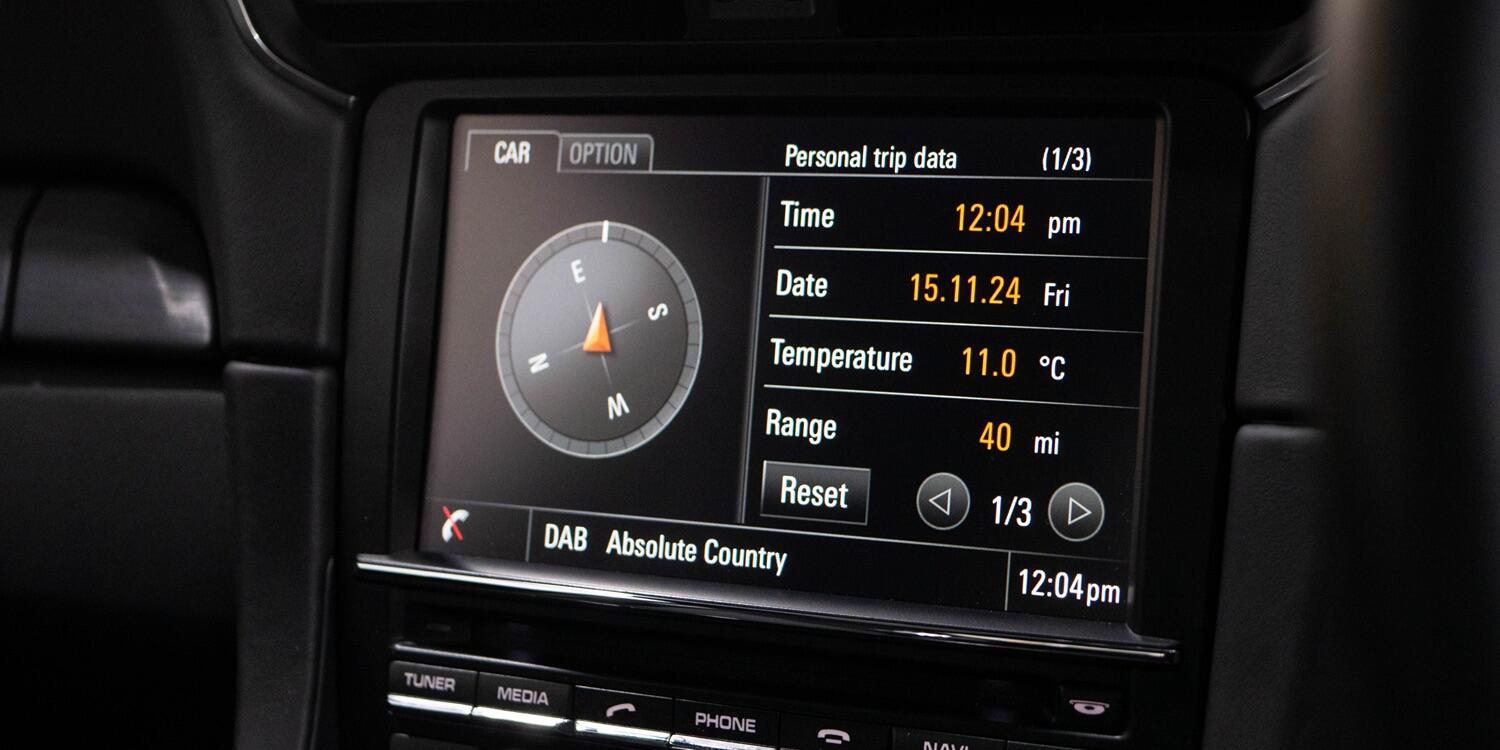 CAR OPTION Personal trip data (1/3)
Time 12:04 pm
E
Date 15.11.24 Fri
S
Temperature 11.0 °C
N
W
Range 40 mi
Reset 1/3
DAB Absolute Country
12:04pm
TUNER MEDIA PHONE